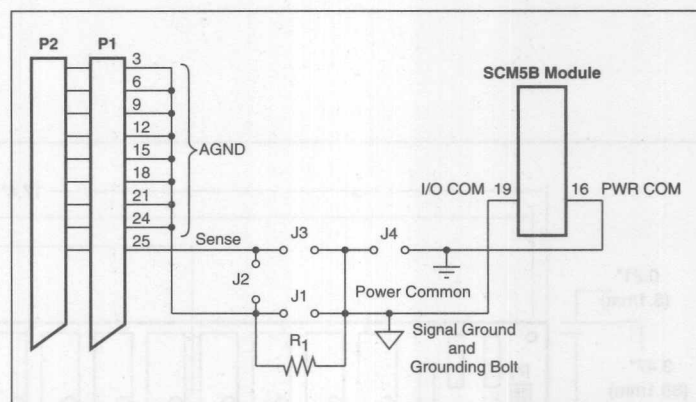 P2 P1
3
6
9
12
15
18
21
24
25
AGND
Sense
SCM5B Module
I/O COM 19 16 PWR COM
J3 J4
J2
J1
R1
Power Common
Signal Ground
and
Grounding Bolt